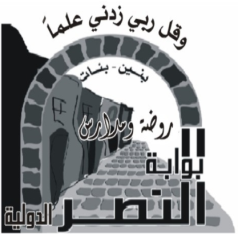 وقل ربي زدني علماً
بنين - بنات
روضة ومدارس
بوابة
النصر الدولية